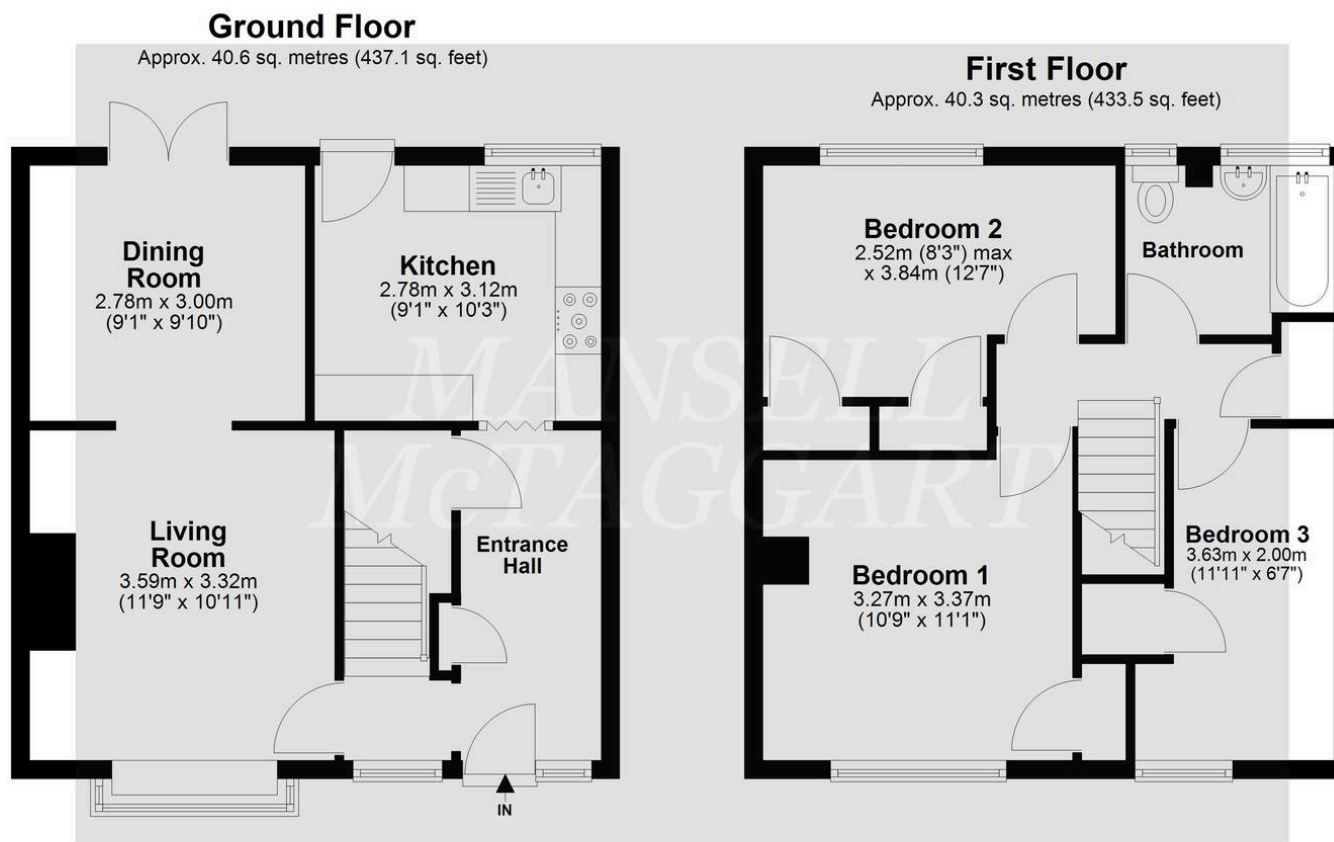 Ground Floor
Approx. 40.6 sq. metres (437.1 sq. feet)
Dining
Room
2.78m x 3.00m
(9'1" x 9'10")
Kitchen
2.78m x 3.12m
(9'1" x 10'3")
Living
Room
3.59m x 3.32m
(11'9" x 10'11")
Entrance
Hall
IN
First Floor
Approx. 40.3 sq. metres (433.5 sq. feet)
Bedroom 2
2.52m (8'3") max
x 3.84m (12'7")
Bathroom
Bedroom 1
3.27m x 3.37m
(10'9" x 11'1")
Bedroom 3
3.63m x 2.00m
(11'11" x 6'7")
MANSELL
McTAGGART